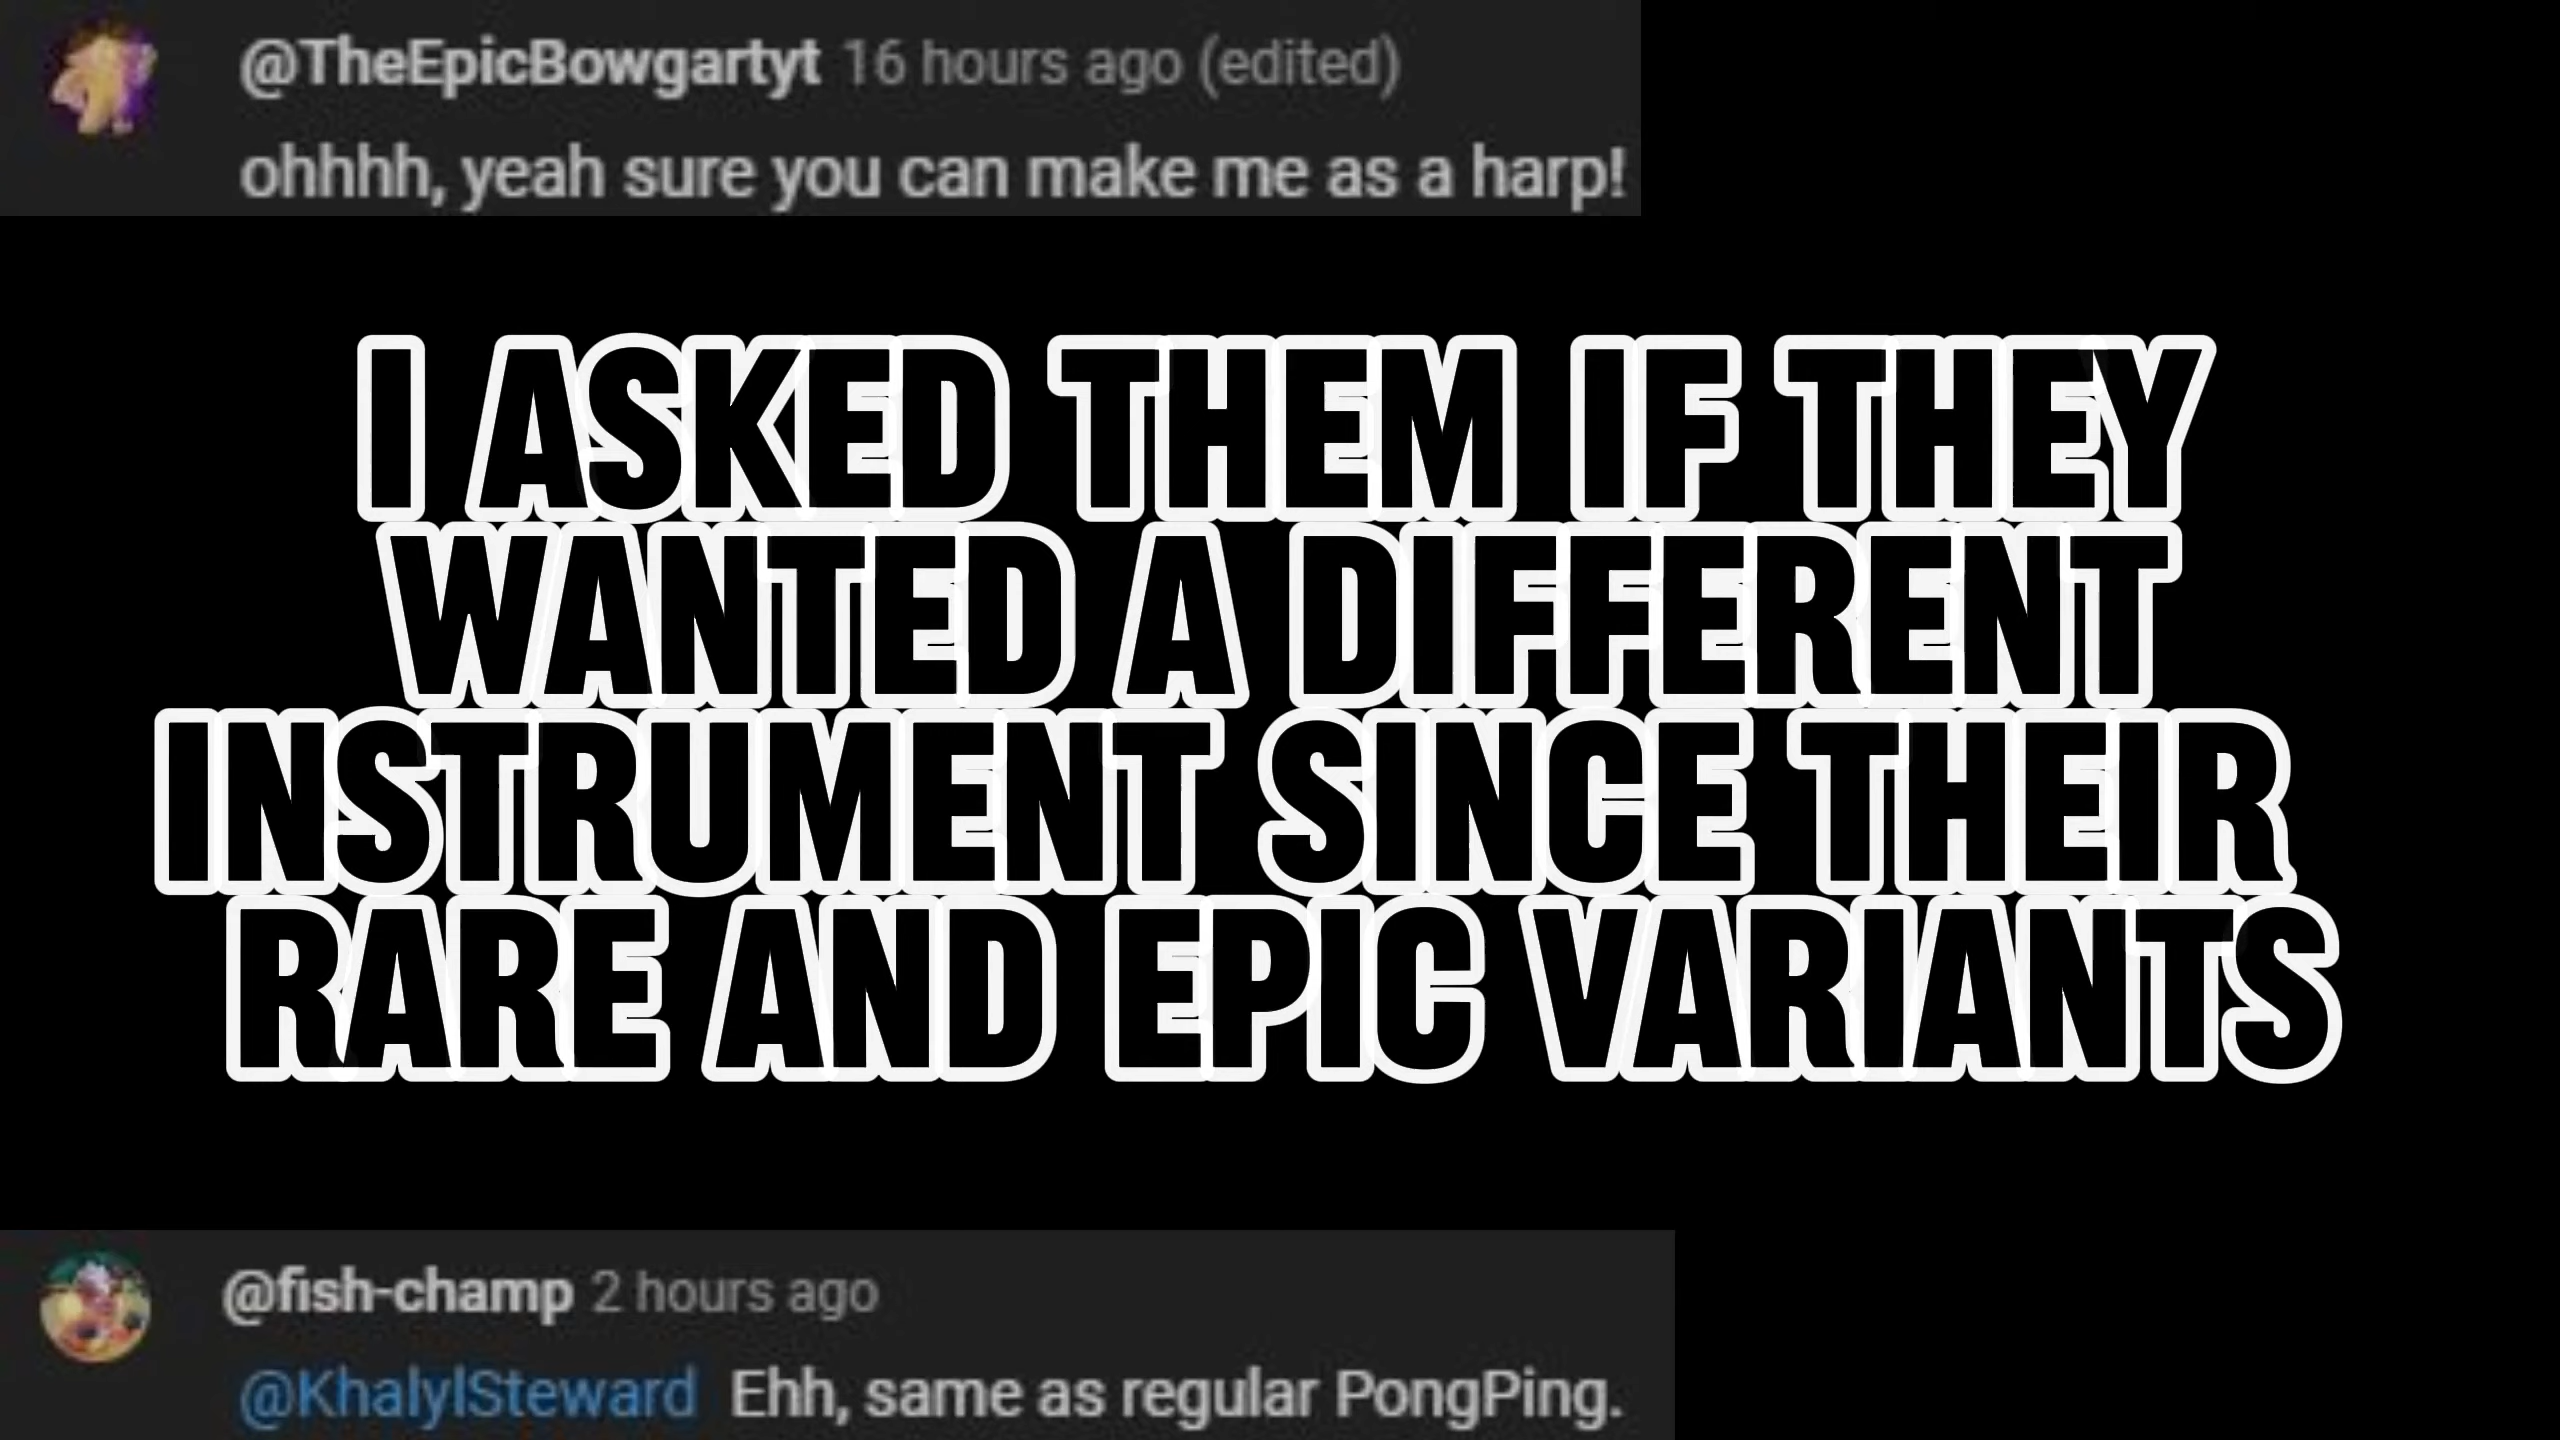 @TheEpicBowgartyt 16 hours ago (edited)
ohhhh, yeah sure you can make me as a harp!
I ASKED THEM IF THEY
WANTED A DIFFERENT
INSTRUMENT SINCE THEIR
RARE AND EPIC VARIANTS
@fish-champ 2 hours ago
@KhalylSteward Ehh, same as regular PongPing.